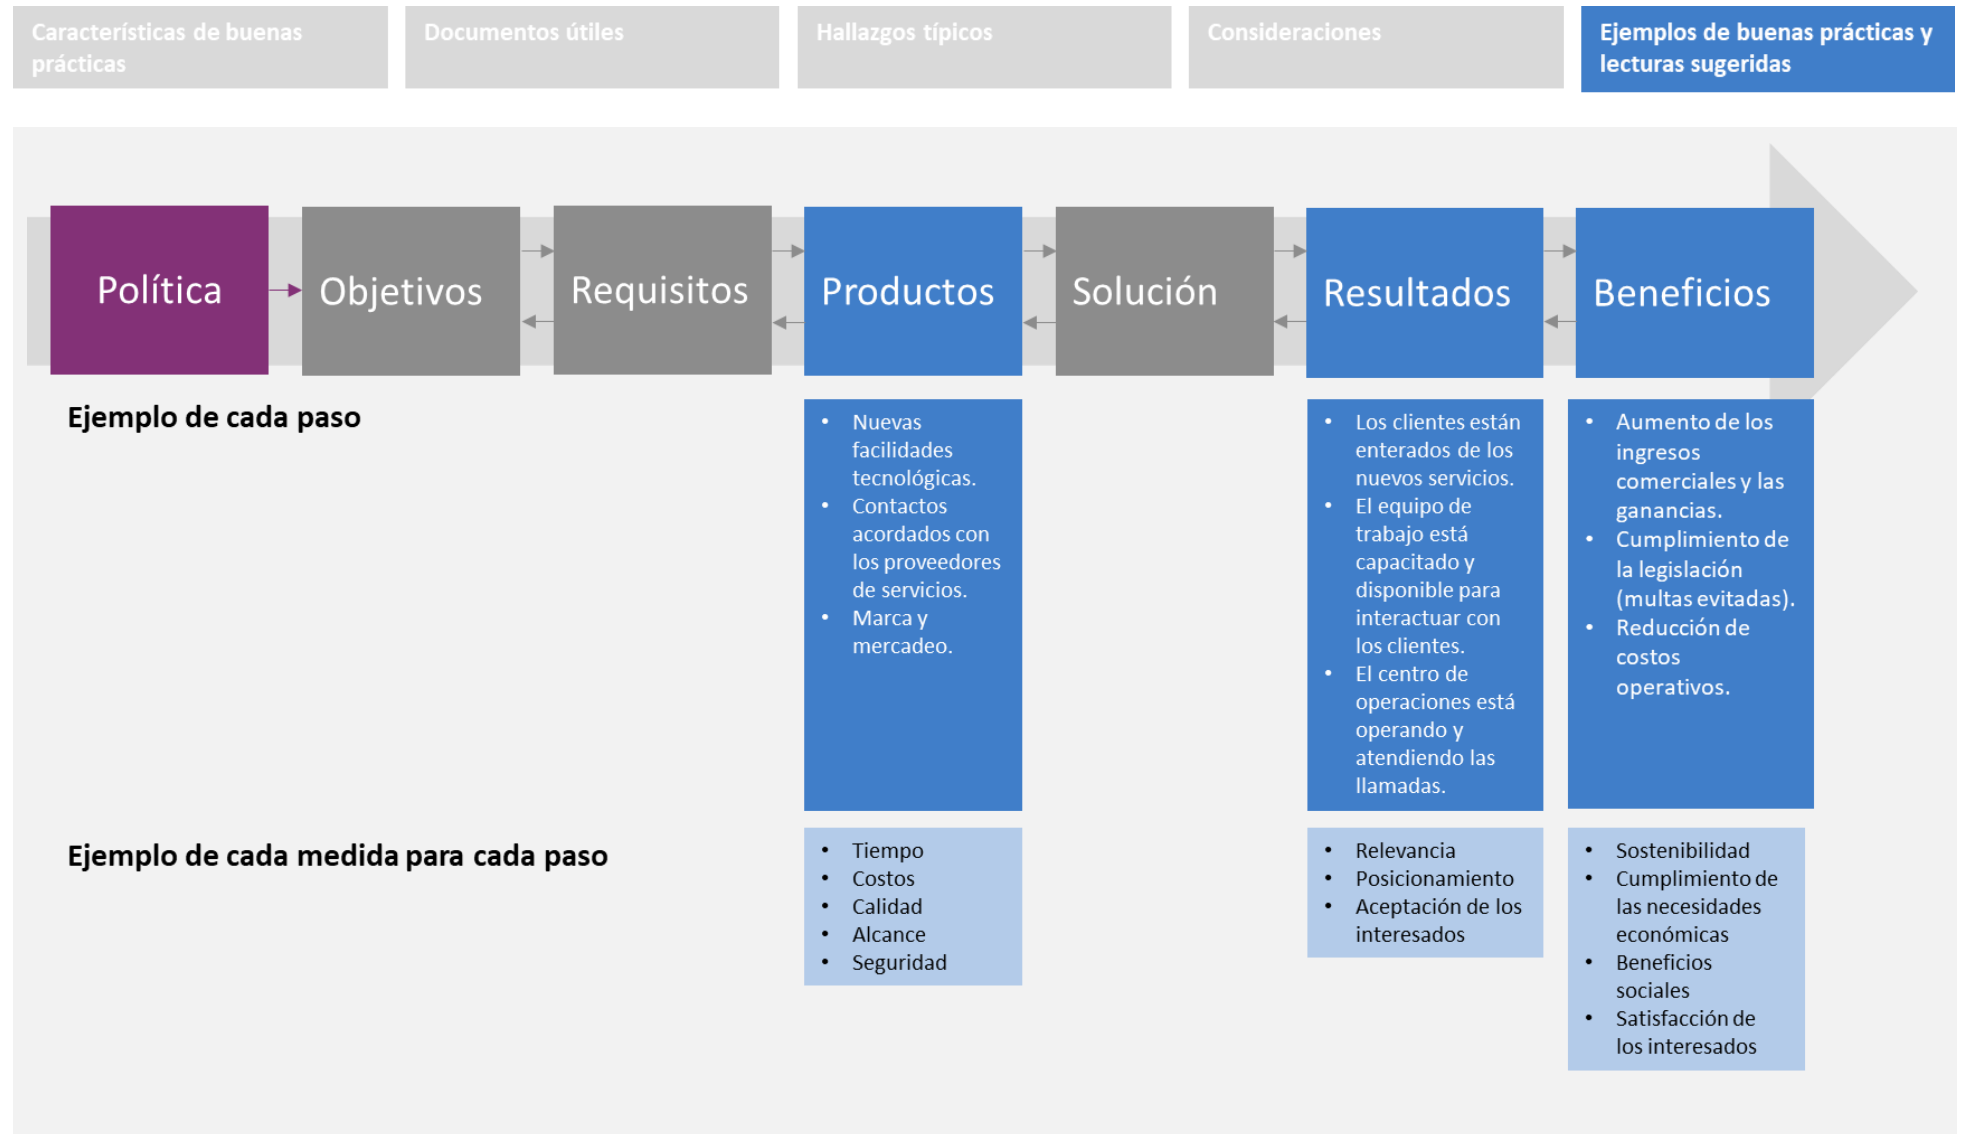 Características de buenas
prácticas
Documentos útiles
Hallazgos típicos
Consideraciones
Ejemplos de buenas prácticas y
lecturas sugeridas
Política
Objetivos
Requisitos
Productos
Solución
Resultados
Beneficios
Ejemplo de cada paso
• Nuevas
facilidades
tecnológicas.
• Contactos
acordados con
los proveedores
de servicios.
• Marca y
mercadeo.
• Los clientes están
enterados de los
nuevos servicios.
• El equipo de
trabajo está
capacitado y
disponible para
interactuar con
los clientes.
• El centro de
operaciones está
operando y
atendiendo las
llamadas.
• Aumento de los
ingresos
comerciales y las
ganancias.
• Cumplimiento de
la legislación
(multas evitadas).
• Reducción de
costos
operativos.
Ejemplo de cada medida para cada paso
• Tiempo
• Costos
• Calidad
• Alcance
• Seguridad
• Relevancia
• Posicionamiento
• Aceptación de los
interesados
• Sostenibilidad
• Cumplimiento de
las necesidades
económicas
• Beneficios
sociales
• Satisfacción de
los interesados